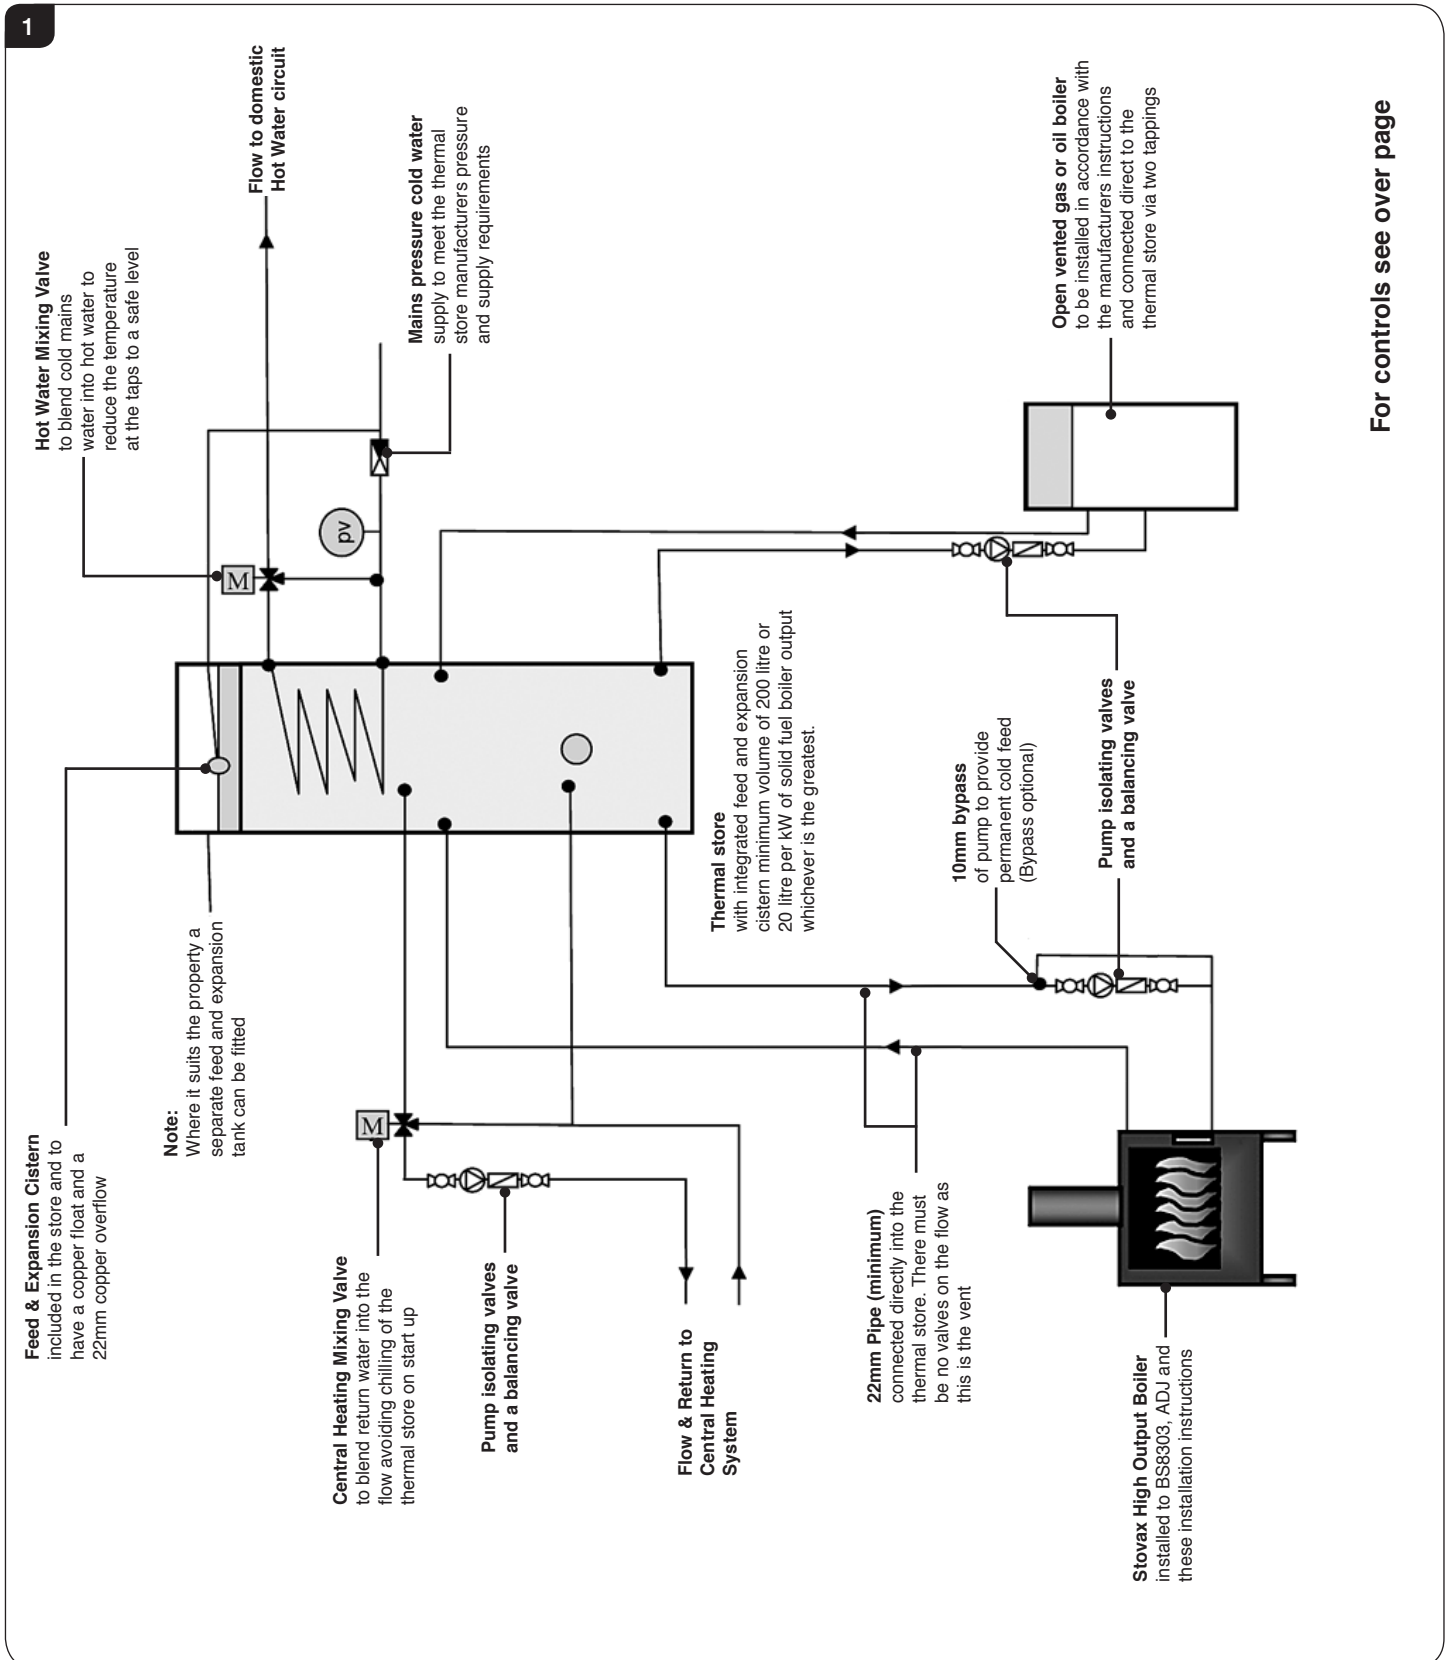 1
Feed & Expansion Cistern
included in the store and to
have a copper float and a
22mm copper overflow
Hot Water Mixing Valve
to blend cold mains
water into hot water to
reduce the temperature
at the taps to a safe level
Note:
Where it suits the property a
separate feed and expansion
tank can be fitted
M
Flow to domestic
Hot Water circuit
pv
Central Heating Mixing Valve
to blend return water into the
flow avoiding chilling of the
thermal store on start up
M
Mains pressure cold water
supply to meet the thermal
store manufacturers pressure
and supply requirements
Pump isolating valves
and a balancing valve
Flow & Return to
Central Heating
System
Thermal store
with integrated feed and expansion
cistern minimum volume of 200 litre or
20 litre per kW of solid fuel boiler output
whichever is the greatest.
22mm Pipe (minimum)
connected directly into the
thermal store. There must
be no valves on the flow as
this is the vent
10mm bypass
of pump to provide
permanent cold feed
(Bypass optional)
Pump isolating valves
and a balancing valve
Open vented gas or oil boiler
to be installed in accordance with
the manufacturers instructions
and connected direct to the
thermal store via two tappings
Stovax High Output Boiler
installed to BS8303, ADJ and
these installation instructions
For controls see over page